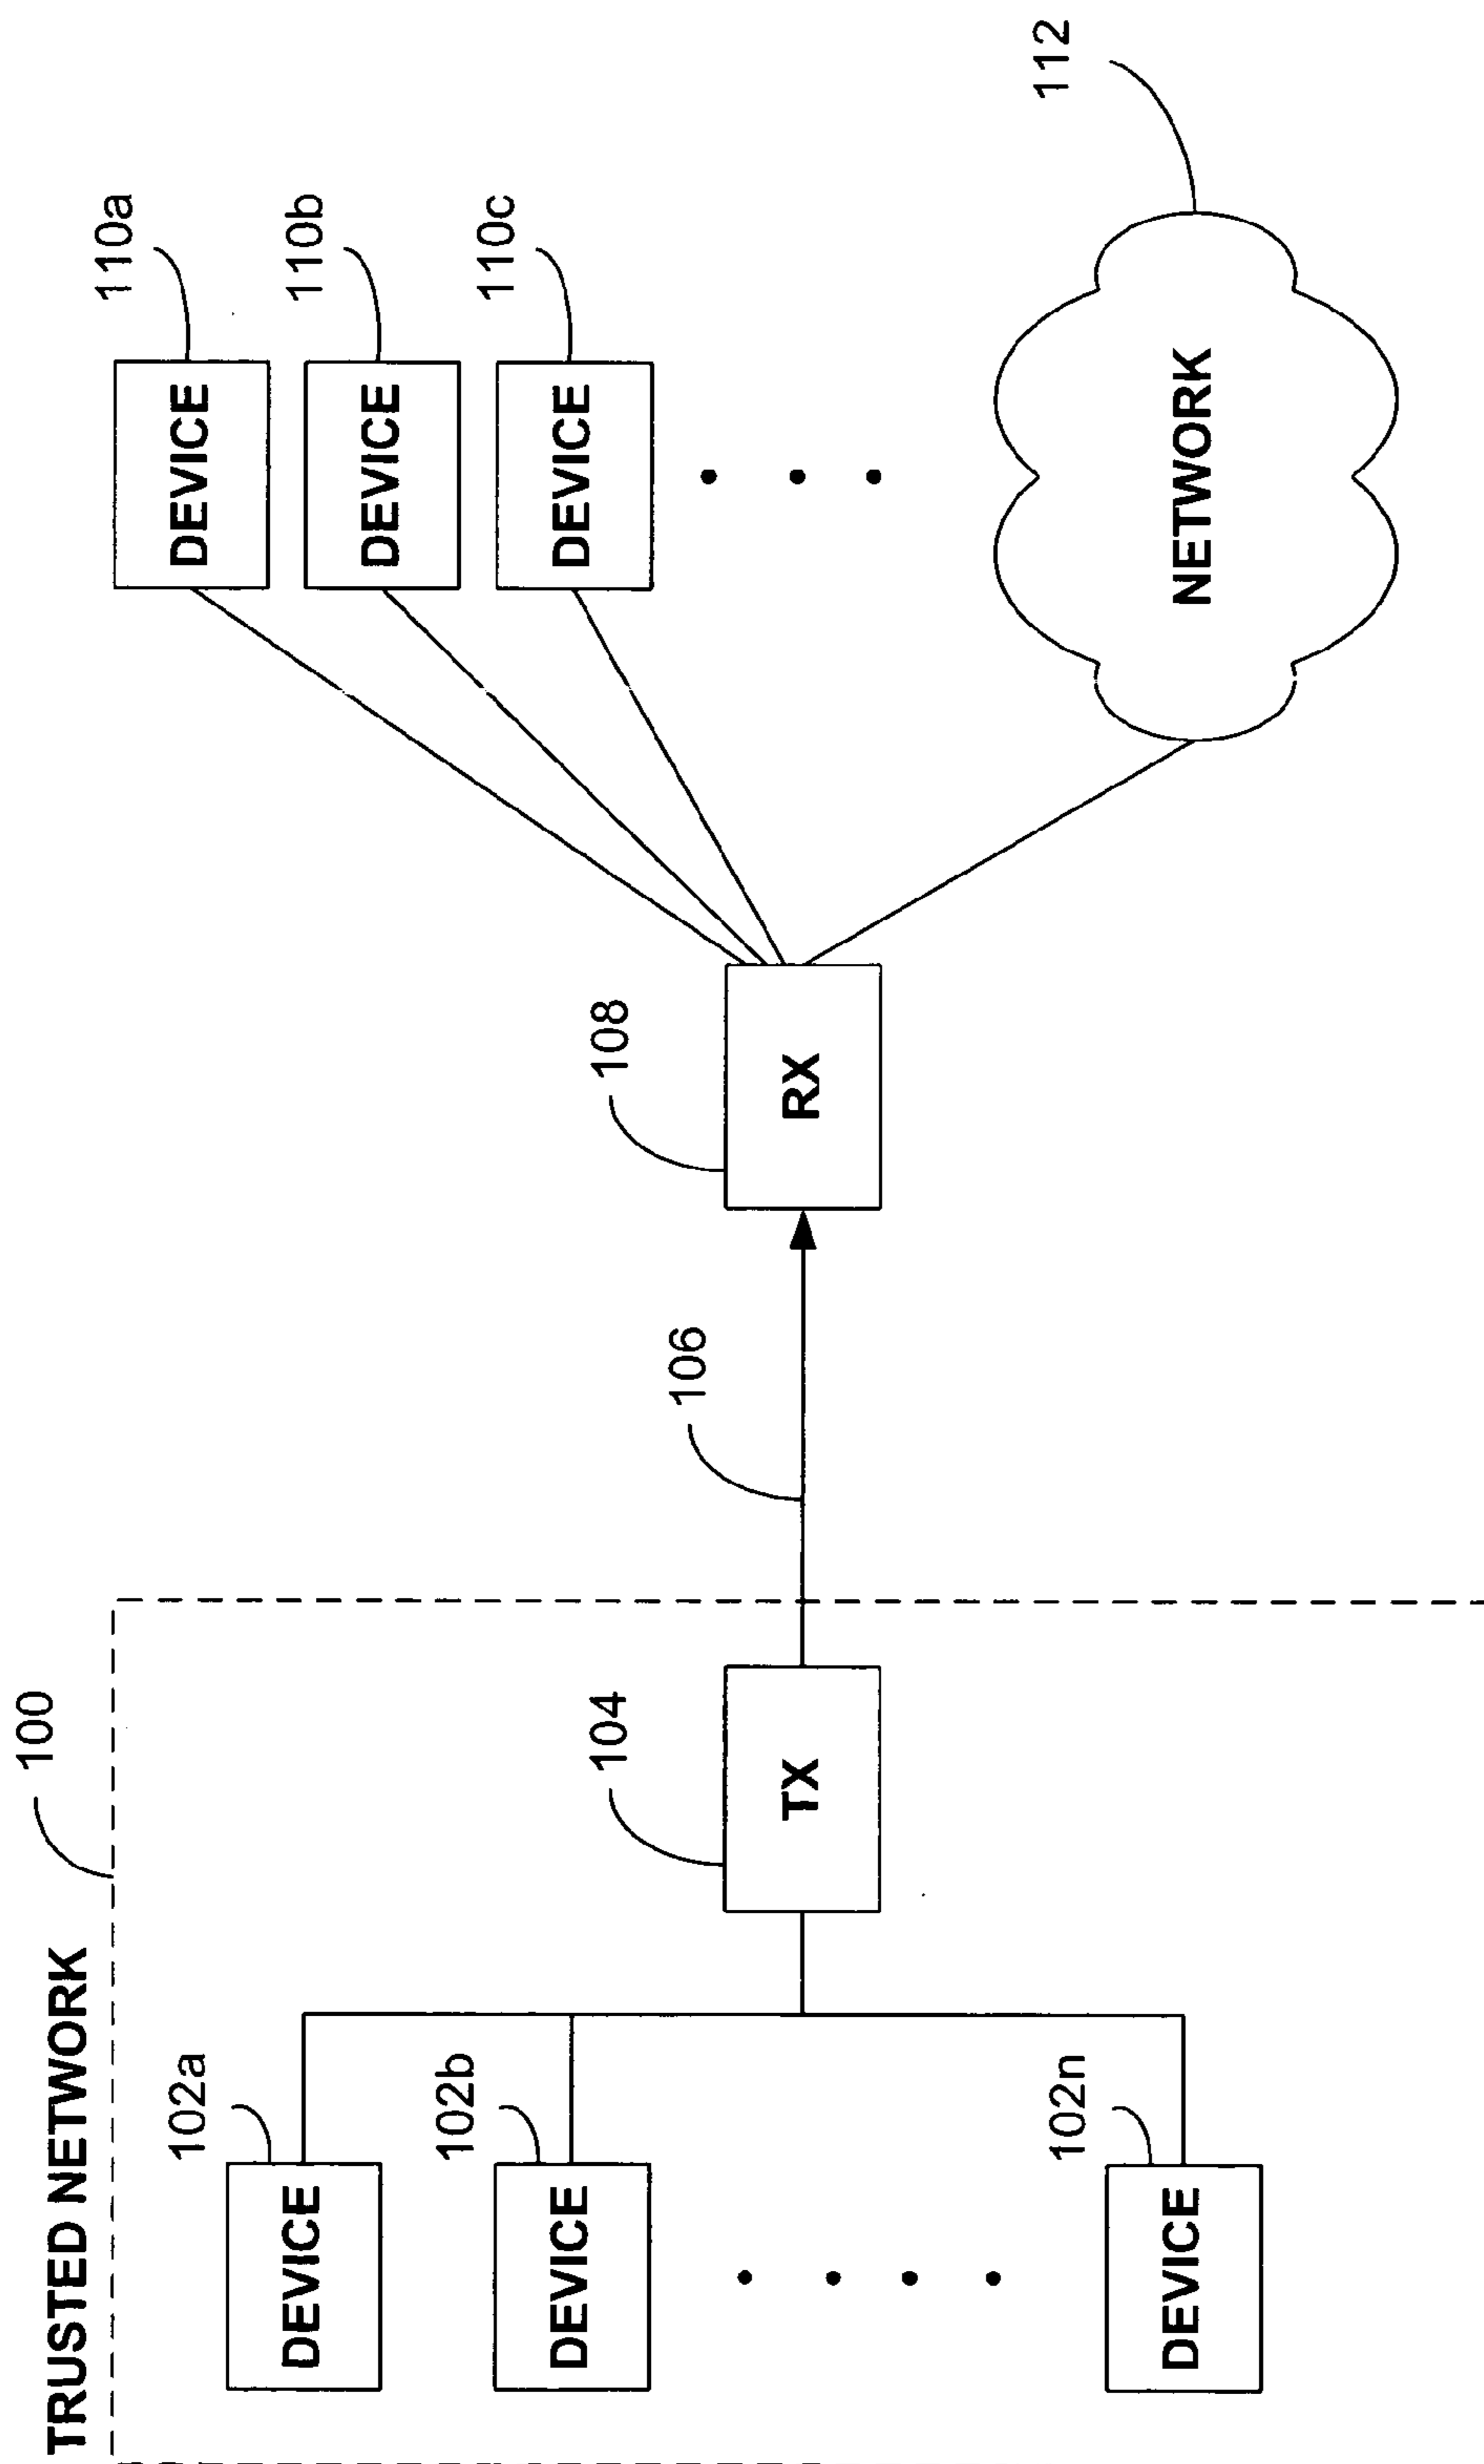 TRUSTED NETWORK
100
102a
DEVICE
102b
DEVICE
102n
DEVICE
104
TX
106
108
RX
110a
DEVICE
110b
DEVICE
110c
DEVICE
112
NETWORK